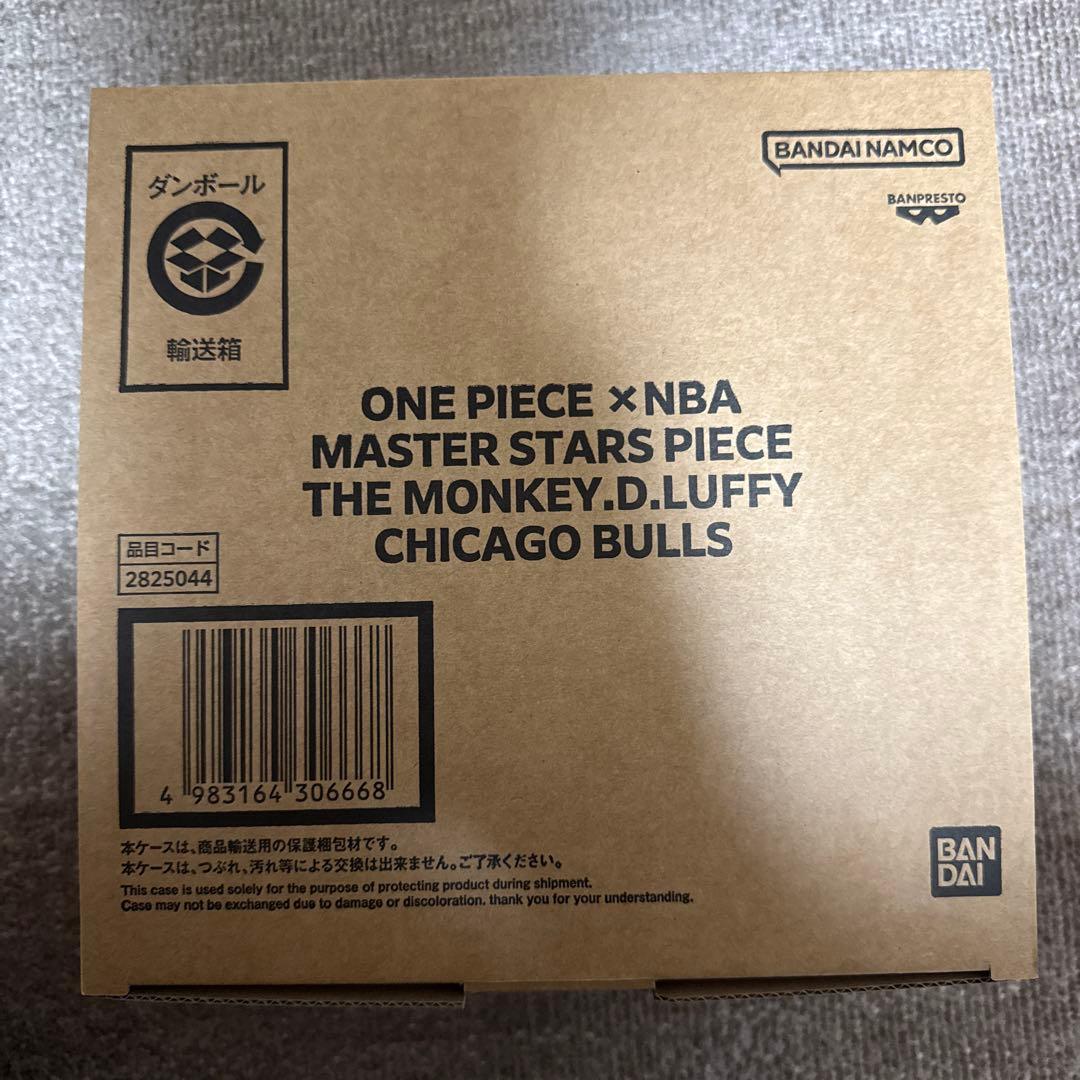 ダンボール
輸送箱
BANDAI NAMCO
BANPRESTO
ONE PIECE ×NBA
MASTER STARS PIECE
THE MONKEY.D.LUFFY
CHICAGO BULLS
品目コード
2825044
4 983164 306668
本ケースは、商品輸送用の保護梱包材です。
本ケースは、つぶれ、汚れ等による交換は出来ません。ご了承ください。
This case is used solely for the purpose of protecting product during shipment.
Case may not be exchanged due to damage or discoloration. thank you for your understanding.
BAN
DAI